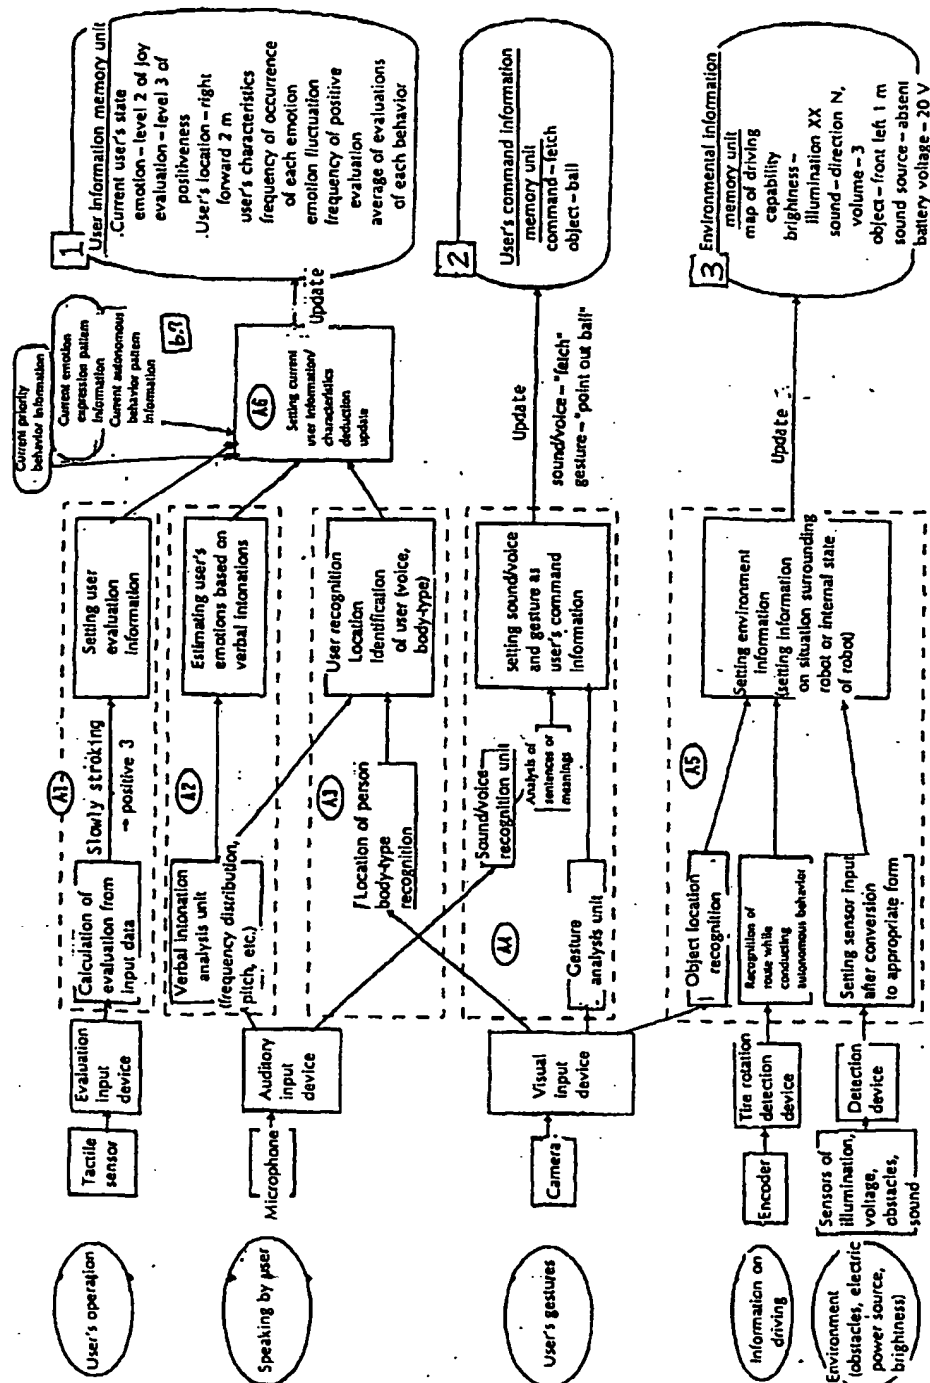 User's operation
Tactile
sensor
Evaluation
input
device
Calculation of
evaluation from
input data
A1
Slowly stroking
→ positive 3
Setting user
evaluation
information
Current priority
behavior information
Current emotion
expression pattern
information
Current autonomous
behavior pattern
information
b.7
A6
Setting current
user information/
characteristics
deduction
update
Update
1
User information memory unit
.Current user's state
emotion – level 2 of joy
evaluation – level 3 of
positiveness
.User's location – right
forward 2 m
user's characteristics
frequency of occurrence
of each emotion
emotion fluctuation
frequency of positive
evaluation
average of evaluations
of each behavior
Speaking by user
Microphone
Auditory
input
device
Verbal intonation
analysis unit
(frequency distribution,
pitch, etc.)
A2
Estimating user's
emotions based on
verbal intonations
A3
Location of person
body-type
recognition
User recognition
Location
Identification
of user (voice,
body-type)
User's gestures
Camera
Visual
input
device
A4
Sound/voice
recognition unit
Analysis of
sentences or
meanings
Gesture
analysis unit
setting sound/voice
and gesture as
user's command
information
Update
sound/voice – "fetch"
gesture – "point out ball"
2
User's command information
memory unit
command – fetch
object – ball
Information on
driving
Encoder
Tire rotation
detection
device
Environment
(obstacles, electric
power source,
brightness)
Sensors of
illumination,
voltage,
obstacles,
sound
Detection
device
A5
Object location
recognition
Recognition of
route while
conducting
autonomous behavior
Setting sensor input
after conversion
to appropriate form
Setting environment
information
(setting information
on situation surrounding
robot or internal state
of robot)
Update
3
Environmental information
memory unit
map of driving
capability
brightness –
illumination XX
sound – direction N,
volume – 3
object – front left 1 m
sound source – absent
battery voltage – 20 V